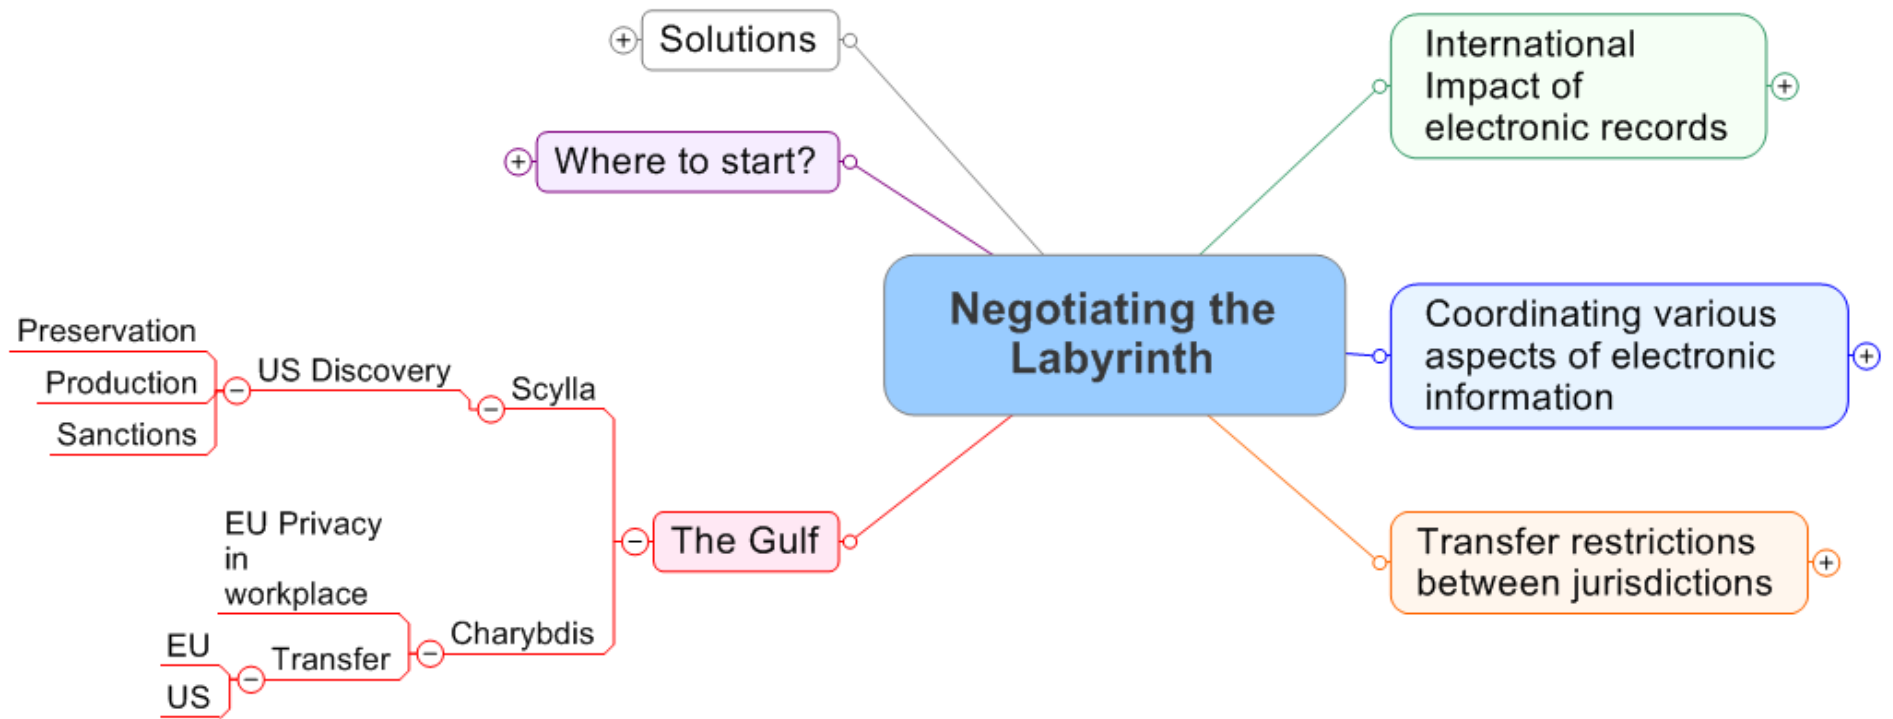 Solutions
Where to start?
International
Impact of
electronic records
Negotiating the
Labyrinth
Coordinating various
aspects of electronic
information
Transfer restrictions
between jurisdictions
The Gulf
Scylla
US Discovery
Preservation
Production
Sanctions
Charybdis
EU Privacy
in
workplace
Transfer
EU
US